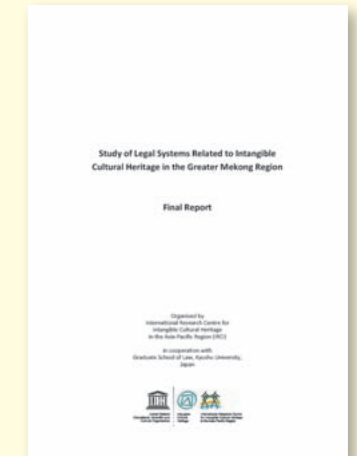 Study of Legal Systems Related to Intangible
Cultural Heritage in the Greater Mekong Region
Final Report
Organised by
International Research Centre for
Intangible Cultural Heritage
in the Asia-Pacific Region (IRCI)
in cooperation with
Graduate School of Law, Kyushu University,
Japan